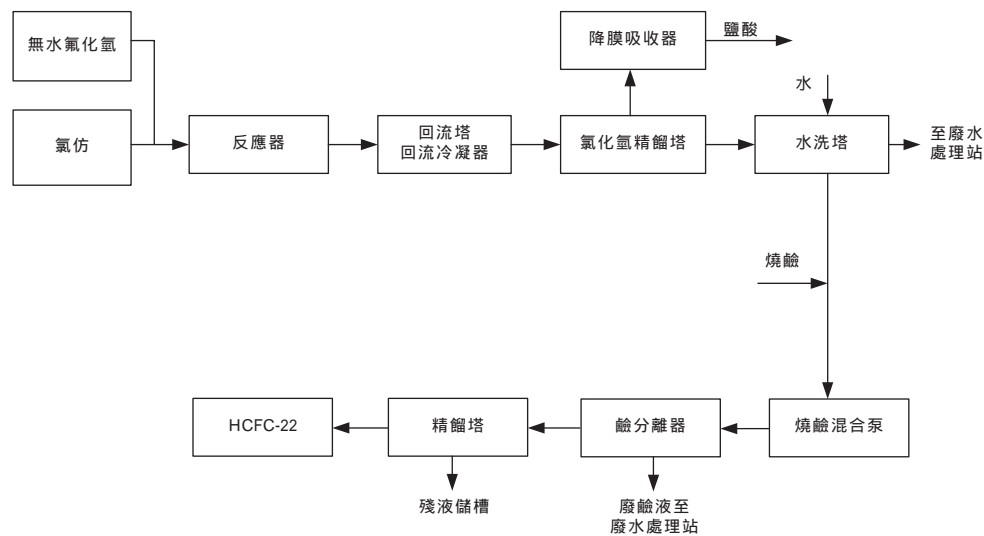 無水氟化氫
氯仿
反應器
回流塔
回流冷凝器
降膜吸收器
鹽酸
氯化氫精餾塔
水
水洗塔
至廢水
處理站
燒鹼
HCFC-22
精餾塔
鹼分離器
燒鹼混合泵
殘液儲槽
廢鹼液至
廢水處理站